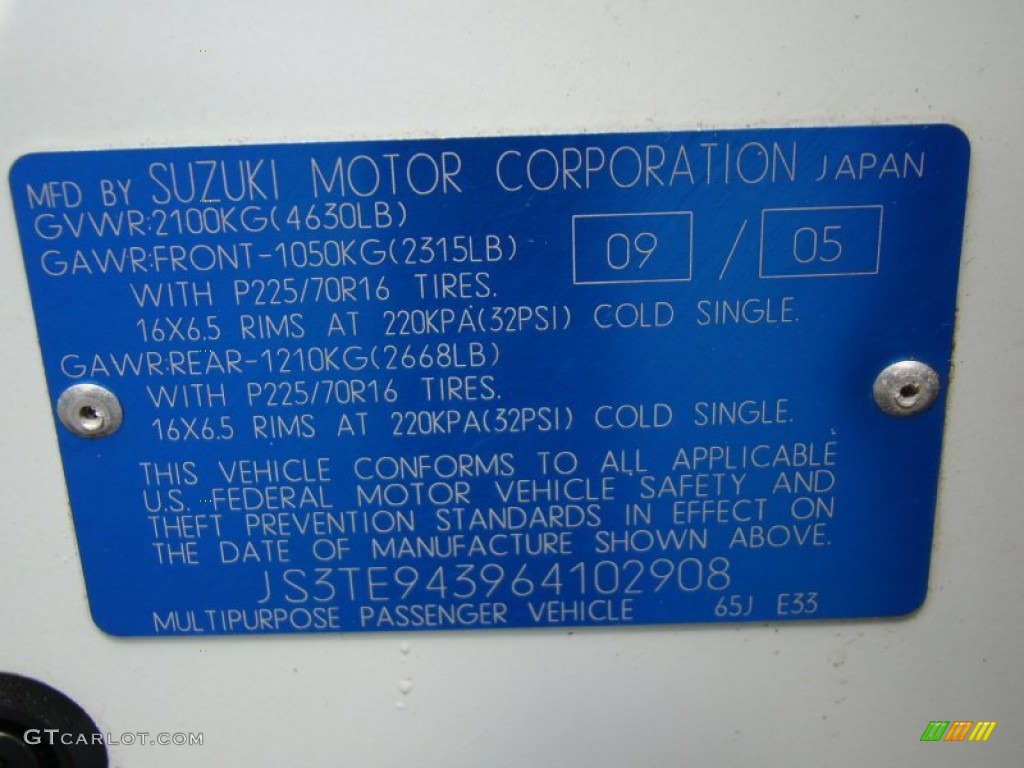 MFD BY SUZUKI MOTOR CORPORATION JAPAN
GVWR:2100KG(4630LB)
09 / 05
GAWR:FRONT-1050KG(2315LB)
WITH P225/70R16 TIRES.
16X6.5 RIMS AT 220KPA(32PSI) COLD SINGLE.
GAWR:REAR-1210KG(2668LB)
WITH P225/70R16 TIRES.
16X6.5 RIMS AT 220KPA(32PSI) COLD SINGLE.
THIS VEHICLE CONFORMS TO ALL APPLICABLE
U.S. FEDERAL MOTOR VEHICLE SAFETY AND
THEFT PREVENTION STANDARDS IN EFFECT ON
THE DATE OF MANUFACTURE SHOWN ABOVE.
JS3TE943964102908
MULTIPURPOSE PASSENGER VEHICLE 65J E33
GTCARLOT.COM